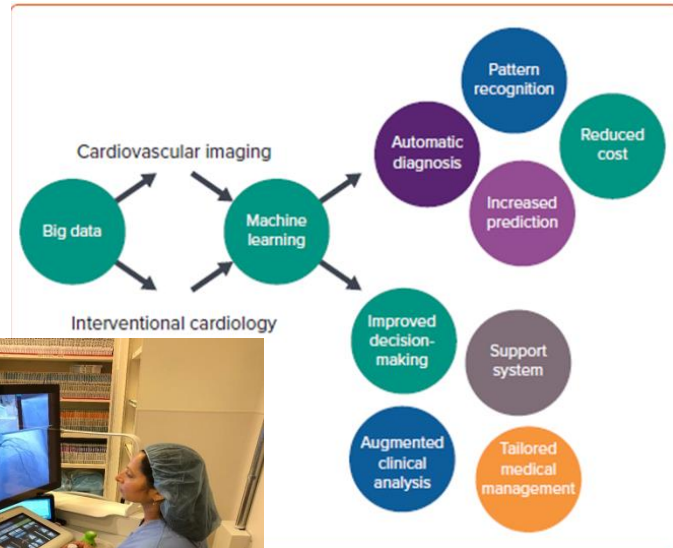 Pattern
recognition
Automatic
diagnosis
Reduced
cost
Increased
prediction
Cardiovascular imaging
Big data
Machine
learning
Interventional cardiology
Improved
decision-
making
Support
system
Augmented
clinical
analysis
Tailored
medical
management